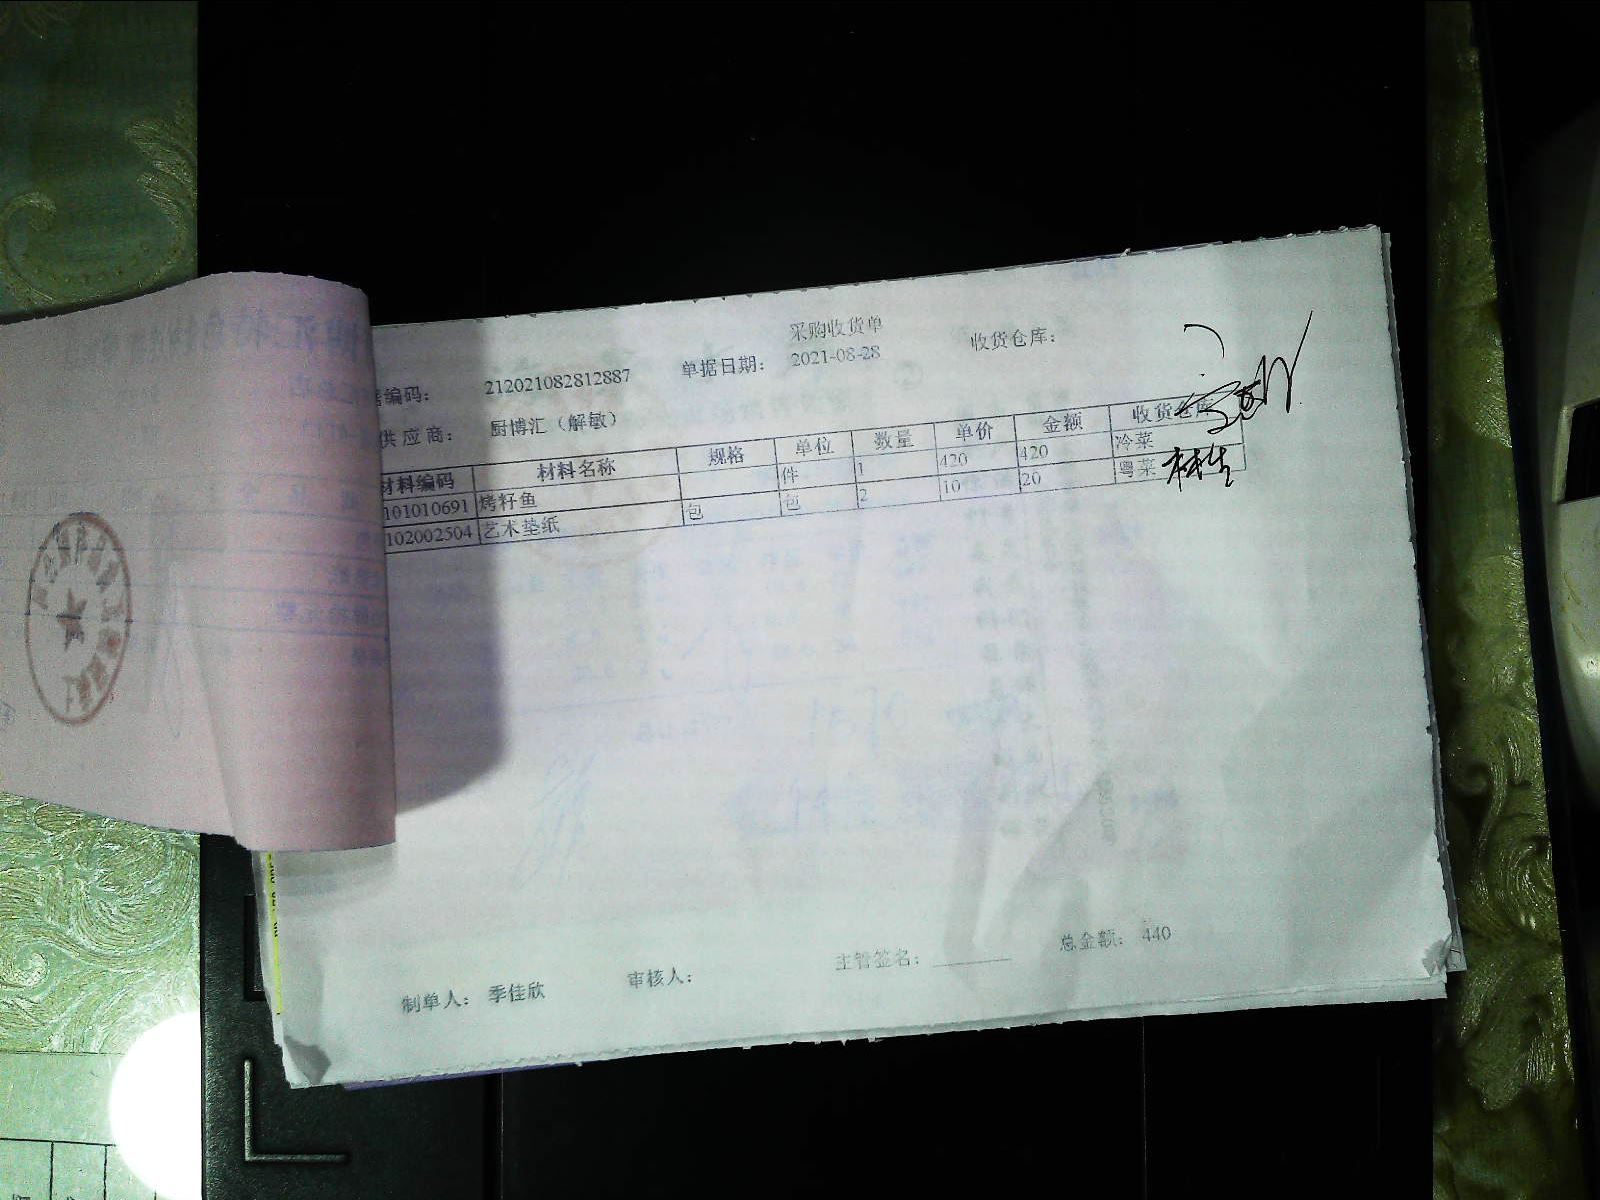 采购收货单
编码： 212021082812887 单据日期： 2021-08-28 收货仓库：
供应商： 厨博汇（解敏）
材料编码 材料名称 规格 单位 数量 单价 金额 收货仓库
101010691 烤籽鱼 件 1 420 420 冷菜
102002504 艺术垫纸 包 包 2 10 20 粤菜
制单人： 季佳欣 审核人： 主管签名： 总金额： 440